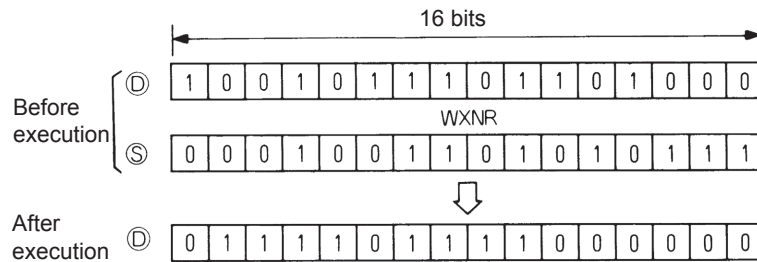 16 bits
Before execution
Ⓓ 1 0 0 1 0 1 1 1 0 1 1 0 1 0 0 0
WXNR
Ⓢ 0 0 0 1 0 0 1 1 0 1 0 1 0 1 1 1
After execution
Ⓓ 0 1 1 1 1 0 1 1 1 1 0 0 0 0 0 0